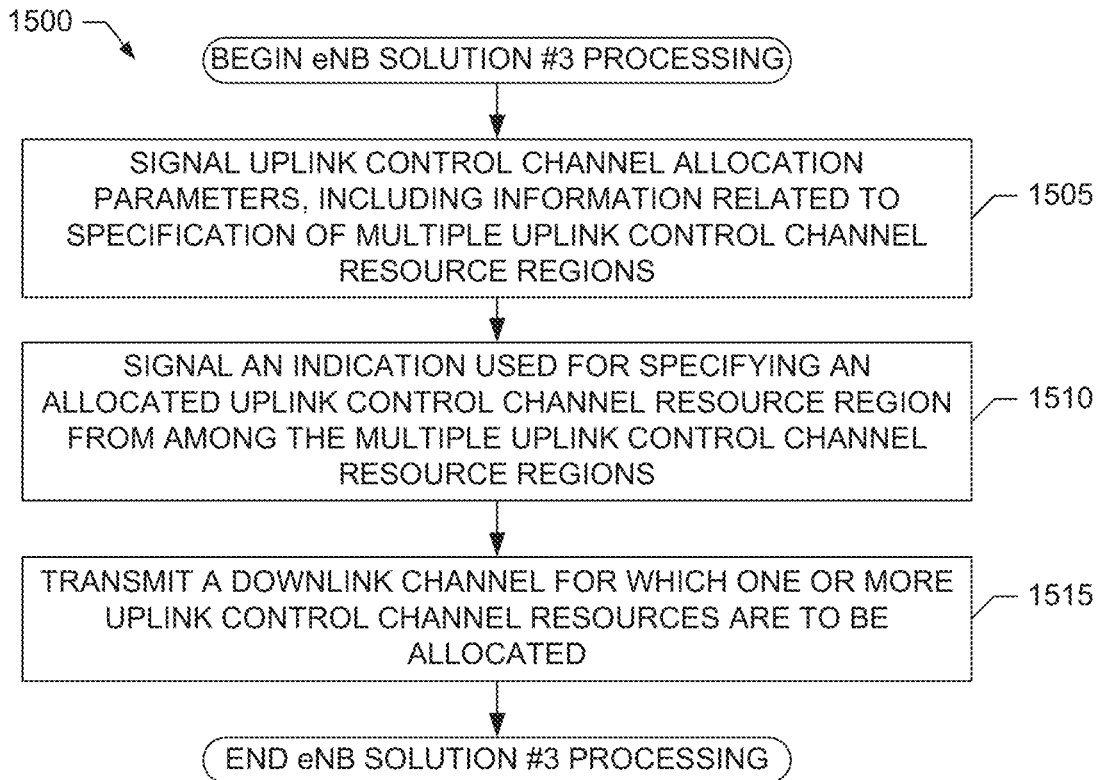 1500
BEGIN eNB SOLUTION #3 PROCESSING
SIGNAL UPLINK CONTROL CHANNEL ALLOCATION
PARAMETERS, INCLUDING INFORMATION RELATED TO
SPECIFICATION OF MULTIPLE UPLINK CONTROL CHANNEL
RESOURCE REGIONS
1505
SIGNAL AN INDICATION USED FOR SPECIFYING AN
ALLOCATED UPLINK CONTROL CHANNEL RESOURCE REGION
FROM AMONG THE MULTIPLE UPLINK CONTROL CHANNEL
RESOURCE REGIONS
1510
TRANSMIT A DOWNLINK CHANNEL FOR WHICH ONE OR MORE
UPLINK CONTROL CHANNEL RESOURCES ARE TO BE
ALLOCATED
1515
END eNB SOLUTION #3 PROCESSING